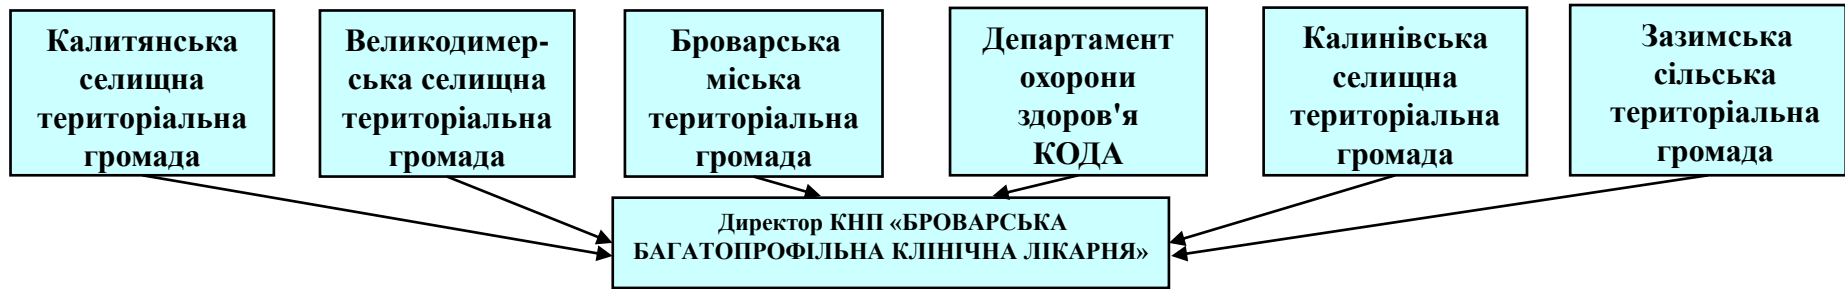 Калитянська
селищна
територіальна
громада
Великодимер-
ська селищна
територіальна
громада
Броварська
міська
територіальна
громада
Департамент
охорони
здоров'я
КОДА
Калинівська
селищна
територіальна
громада
Зазимська
сільська
територіальна
громада
Директор КНП «БРОВАРСЬКА
БАГАТОПРОФІЛЬНА КЛІНІЧНА ЛІКАРНЯ»